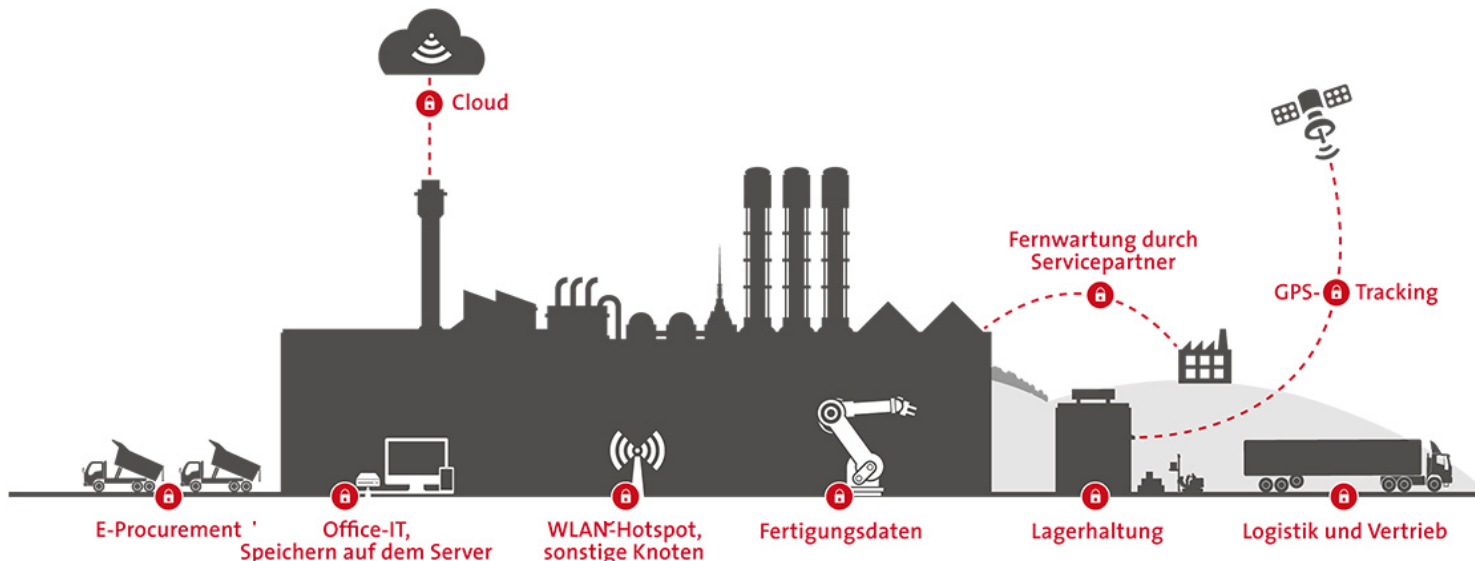 Cloud
Fernwartung durch
Servicepartner
GPS- Tracking
E-Procurement
Office-IT,
Speichern auf dem Server
WLAN-Hotspot,
sonstige Knoten
Fertigungsdaten
Lagerhaltung
Logistik und Vertrieb